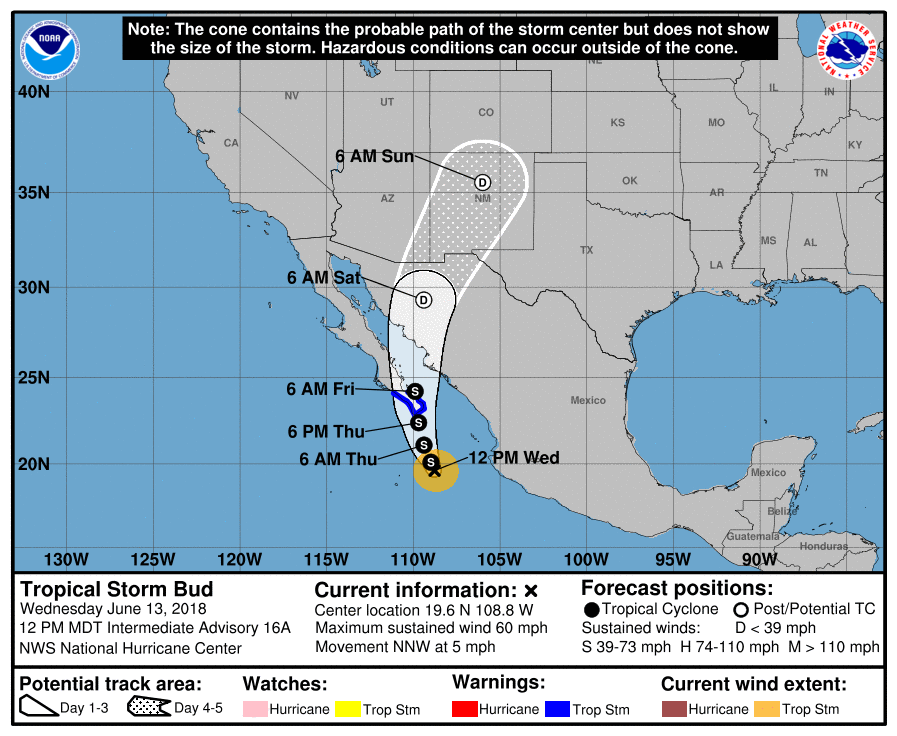 Note: The cone contains the probable path of the storm center but does not show
the size of the storm. Hazardous conditions can occur outside of the cone.
NOAA
NATIONAL WEATHER SERVICE
NE
40N
NV
UT
CO
IL
IN
KS
MO
CA
KY
6 AM Sun
TN
OK
35N
AZ
NM
AR
MS
AL
TX
LA
6 AM Sat
30N
D
D
25N
6 AM Fri
S
Mexico
6 PM Thu
S
S
6 AM Thu
12 PM Wed
20N
S
Mexico
Belize
Guatemala
Honduras
130W
125W
120W
115W
110W
105W
100W
95W
90W
Tropical Storm Bud
Wednesday June 13, 2018
12 PM MDT Intermediate Advisory 16A
NWS National Hurricane Center
Current information: ×
Center location 19.6 N 108.8 W
Maximum sustained wind 60 mph
Movement NNW at 5 mph
Forecast positions:
Tropical Cyclone
Post/Potential TC
Sustained winds:
D < 39 mph
S 39-73 mph H 74-110 mph M > 110 mph
Potential track area:
Day 1-3
Day 4-5
Watches:
Hurricane
Trop Stm
Warnings:
Hurricane
Trop Stm
Current wind extent:
Hurricane
Trop Stm